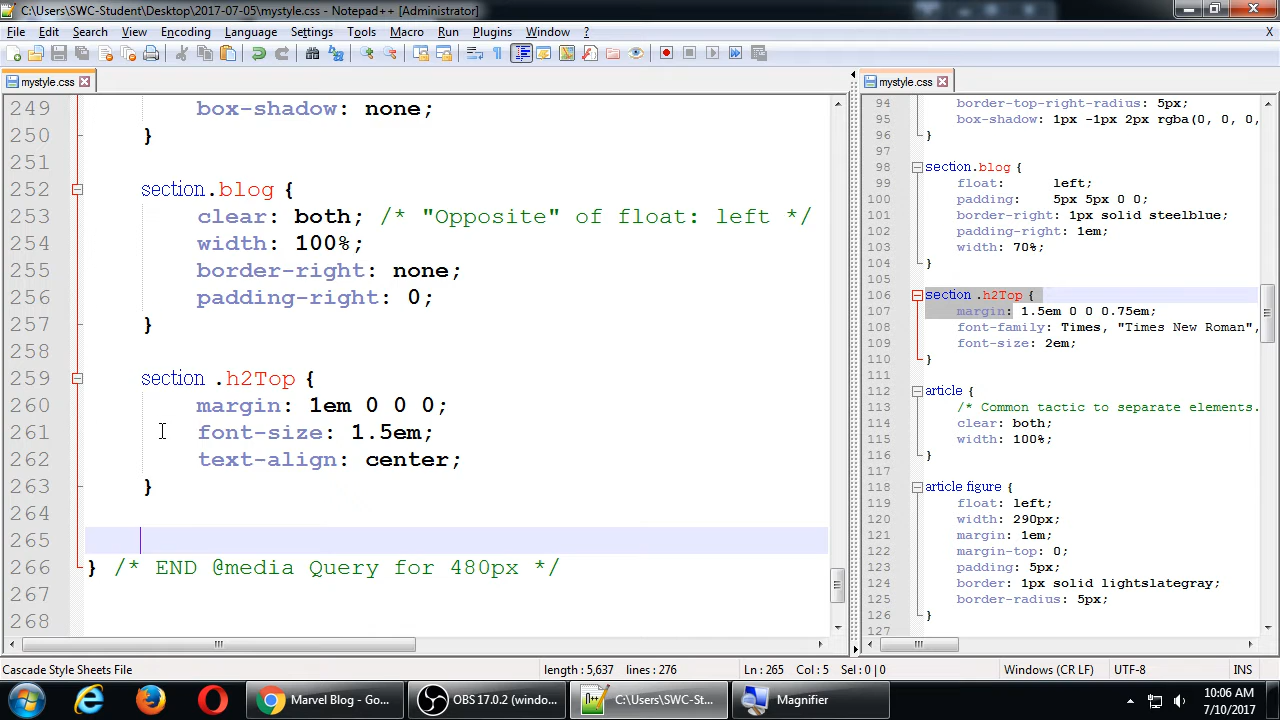 C:\Users\SWC-Student\Desktop\2017-07-05\mystyle.css - Notepad++ [Administrator]
File Edit Search View Encoding Language Settings Tools Macro Run Plugins Window ? X
mystyle.css
249 box-shadow: none;
250 }
251
252 section.blog {
253 clear: both; /* "Opposite" of float: left */
254 width: 100%;
255 border-right: none;
256 padding-right: 0;
257 }
258
259 section .h2Top {
260 margin: 1em 0 0 0;
261 font-size: 1.5em;
262 text-align: center;
263 }
264
265
266 } /* END @media Query for 480px */
267
268
mystyle.css
94 border-top-right-radius: 5px;
95 box-shadow: 1px -1px 2px rgba(0, 0, 0,
96 }
97
98 section.blog {
99 float: left;
100 padding: 5px 5px 0 0;
101 border-right: 1px solid steelblue;
102 padding-right: 1em;
103 width: 70%;
104 }
105
106 section .h2Top {
107 margin: 1.5em 0 0 0.75em;
108 font-family: Times, "Times New Roman",
109 font-size: 2em;
110 }
111
112 article {
113 /* Common tactic to separate elements.
114 clear: both;
115 width: 100%;
116 }
117
118 article figure {
119 float: left;
120 width: 290px;
121 margin: 1em;
122 margin-top: 0;
123 padding: 5px;
124 border: 1px solid lightslategray;
125 border-radius: 5px;
126 }
127
Cascade Style Sheets File length : 5,637 lines : 276 Ln : 265 Col : 5 Sel : 0 | 0 Windows (CR LF) UTF-8 INS
Marvel Blog - Go... OBS 17.0.2 (windo... C:\Users\SWC-St... Magnifier 10:06 AM
7/10/2017